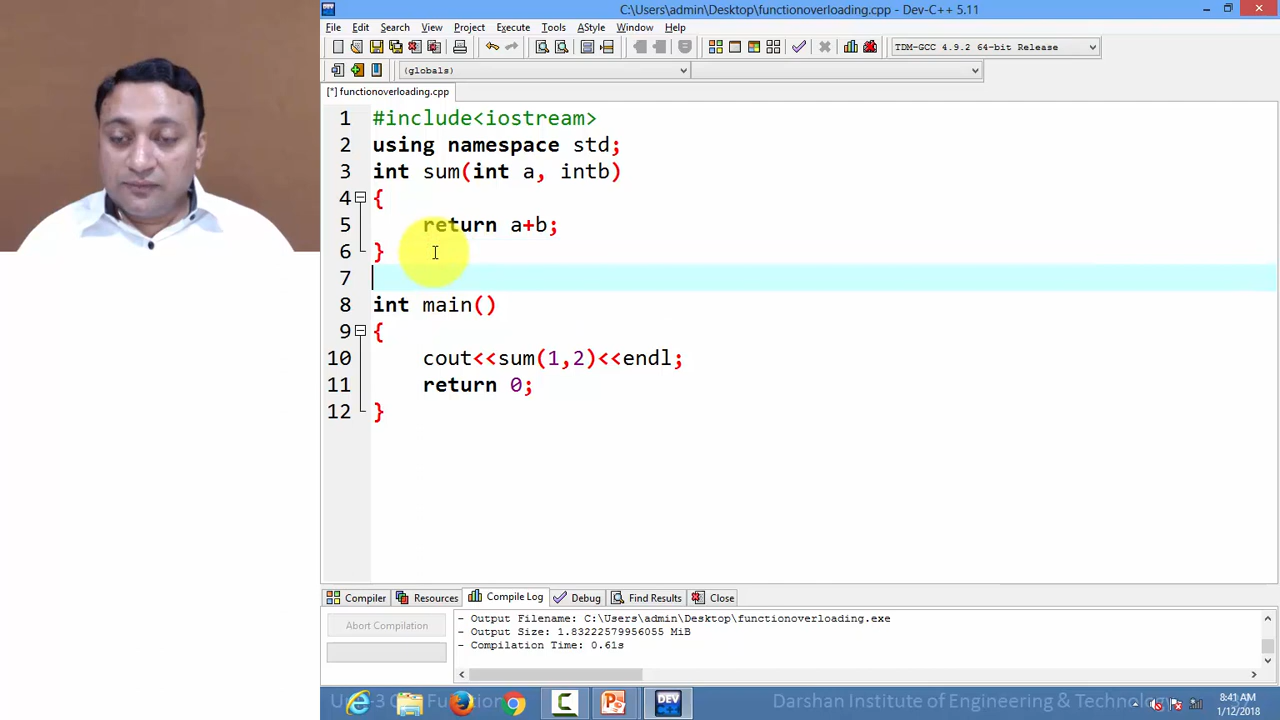 C:\Users\admin\Desktop\functionoverloading.cpp - Dev-C++ 5.11
File Edit Search View Project Execute Tools AStyle Window Help
TDM-GCC 4.9.2 64-bit Release
(globals)
[*] functionoverloading.cpp
1 #include<iostream>
2 using namespace std;
3 int sum(int a, intb)
4 {
5 return a+b;
6 }
7
8 int main()
9 {
10 cout<<sum(1,2)<<endl;
11 return 0;
12 }
Compiler Resources Compile Log Debug Find Results Close
Abort Compilation
- Output Filename: C:\Users\admin\Desktop\functionoverloading.exe
- Output Size: 1.83222579956055 MiB
- Compilation Time: 0.61s
Darshan Institute of Engineering & Technology
DEV
8:41 AM
1/12/2018